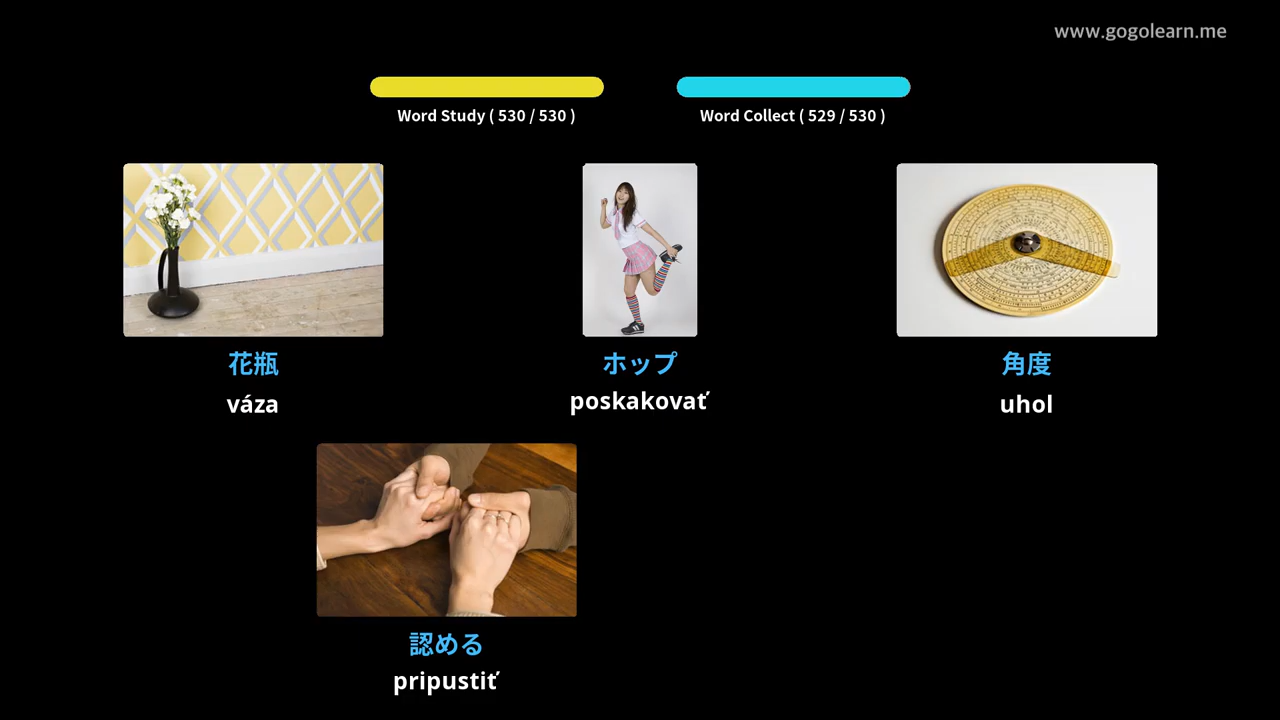 www.gogolearn.me
Word Study ( 530 / 530 )
Word Collect ( 529 / 530 )
花瓶
váza
ホップ
poskakovať
角度
uhol
認める
pripustiť